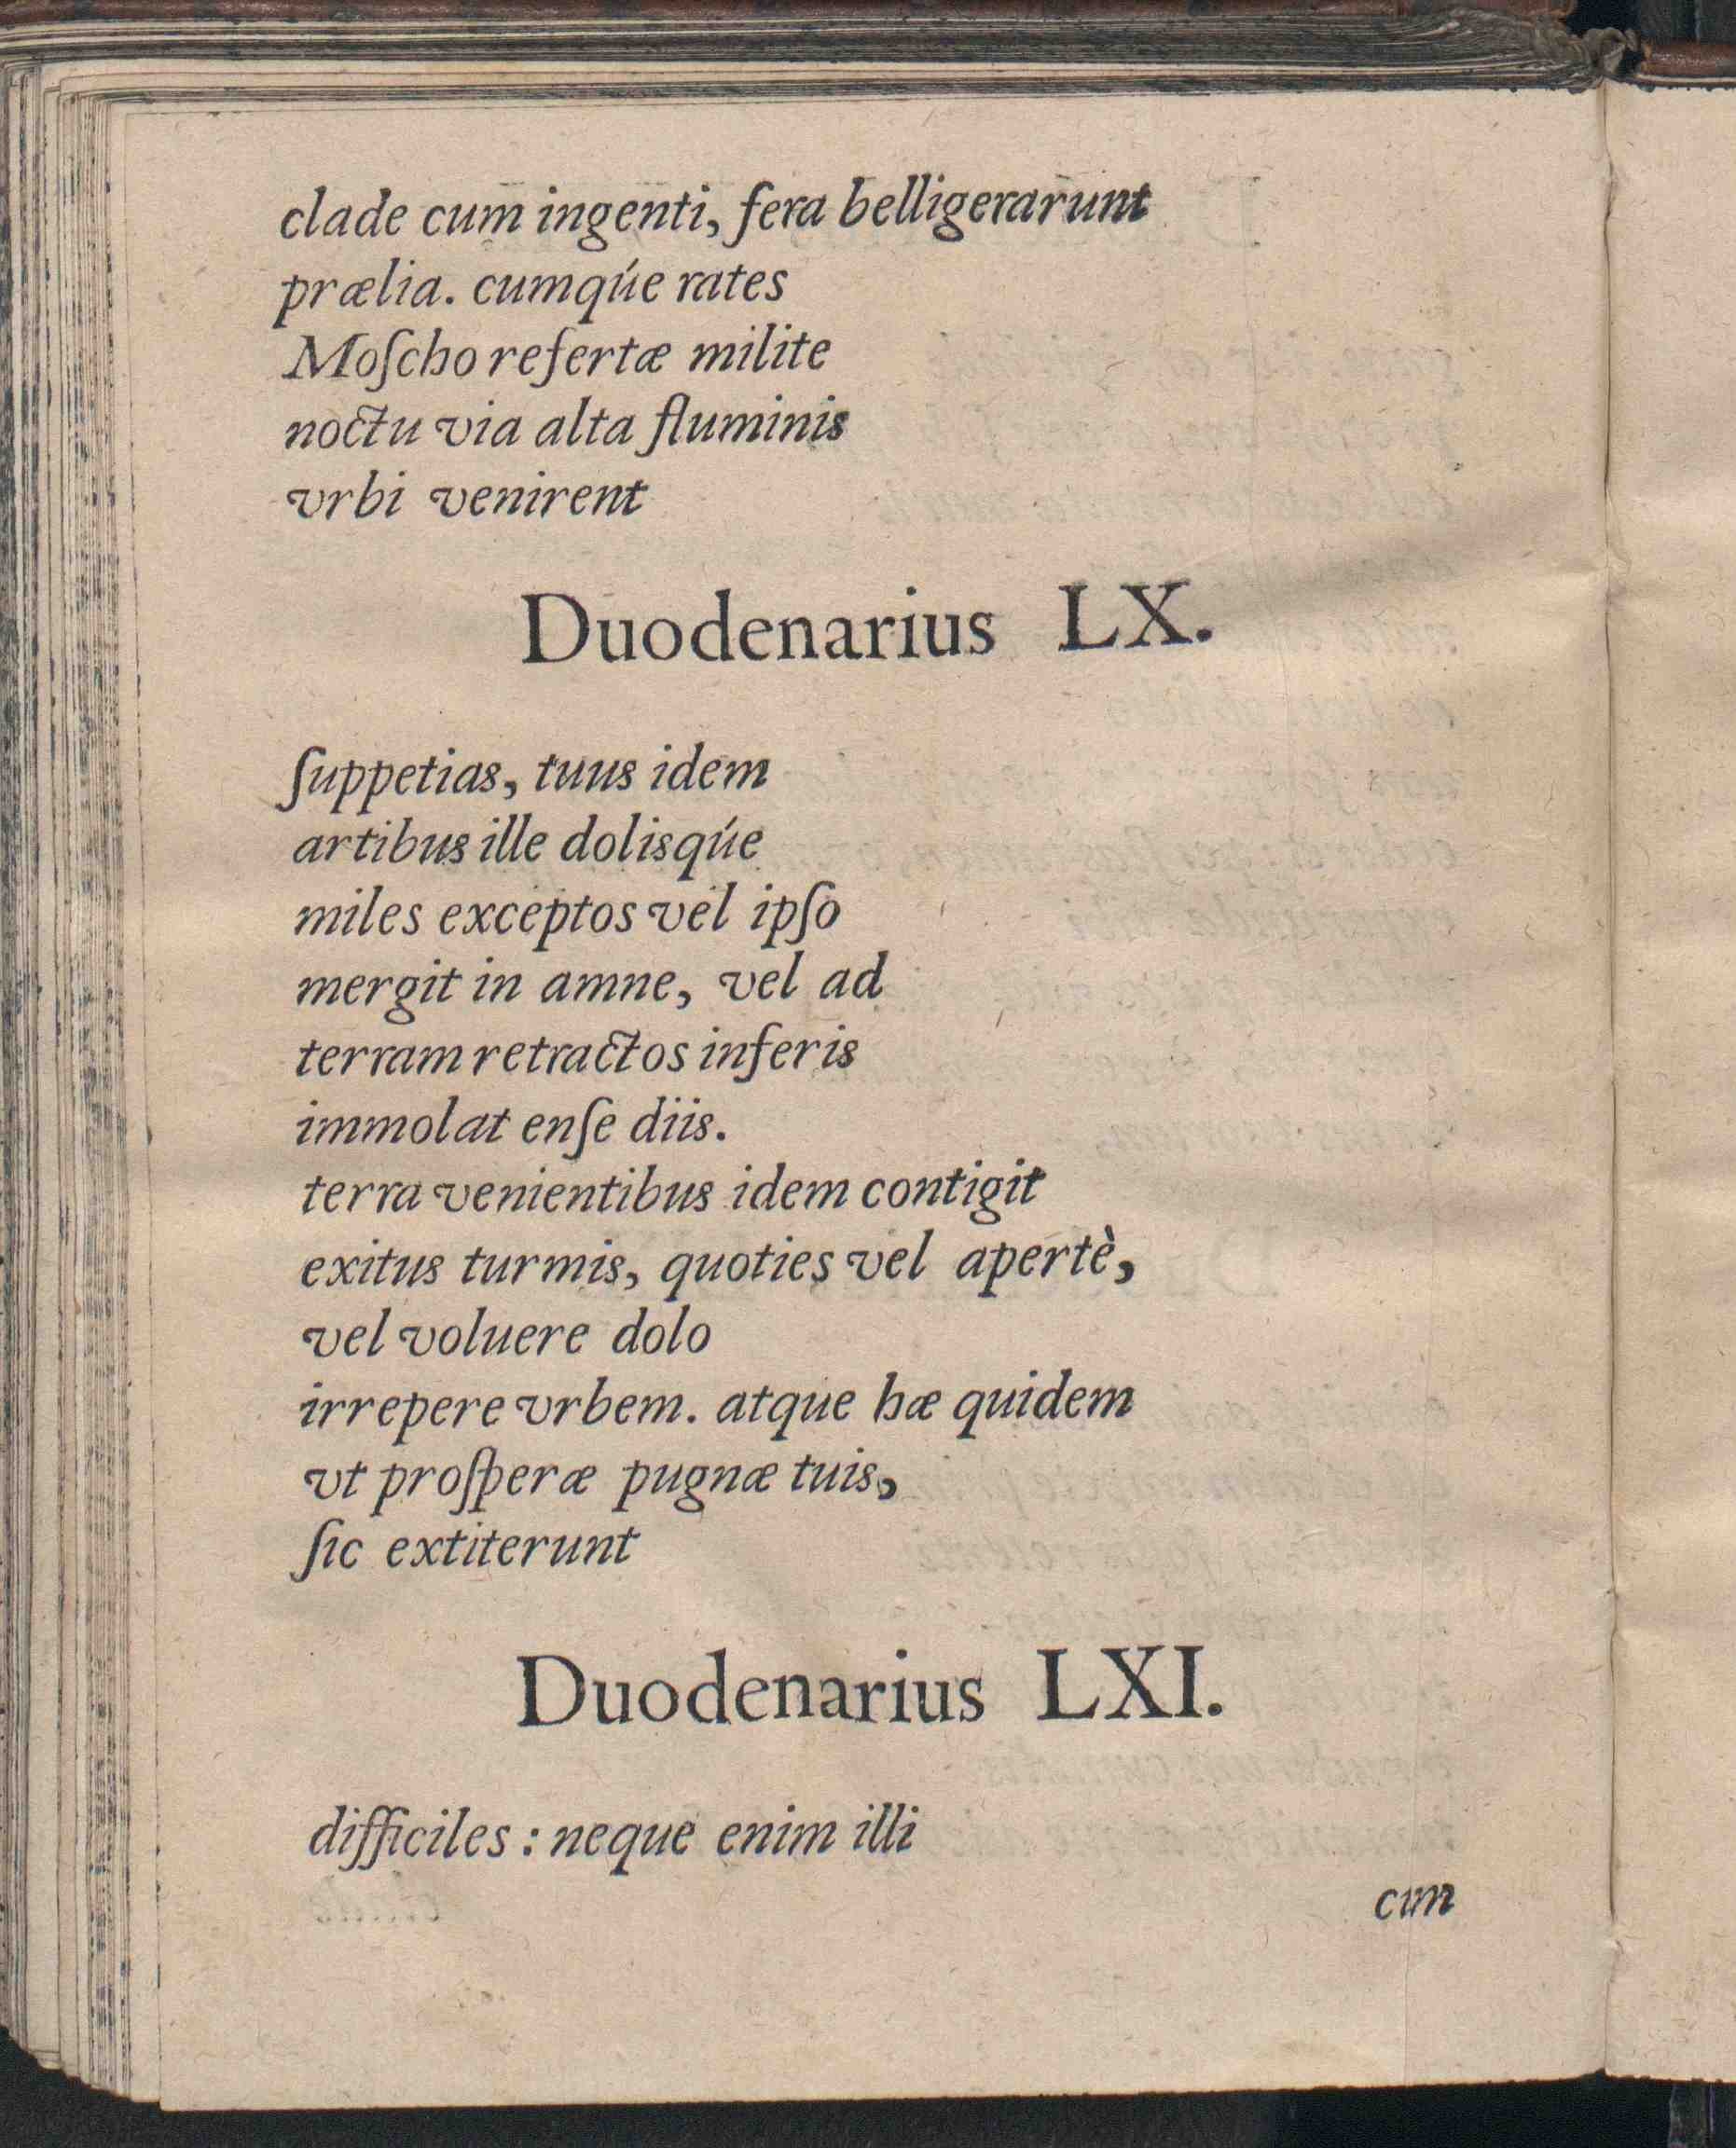 clade cum ingenti, fera belligerarunt
prælia. cumqúe rates
Moſcho refertæ milite
noctu via alta fluminis
vrbi venirent
Duodenarius LX.
ſuppetias, tuus idem
artibus ille dolisqúe
miles exceptos vel ipſo
mergit in amne, vel ad
terram retractos inferis
immolat enſe diis.
terra venientibus idem contigit
exitus turmis, quoties vel apertè,
vel voluere dolo
irrepere vrbem. atque hæ quidem
vt proſperæ pugnæ tuis,
ſic extiterunt
Duodenarius LXI.
difficiles : neque enim illi
cum